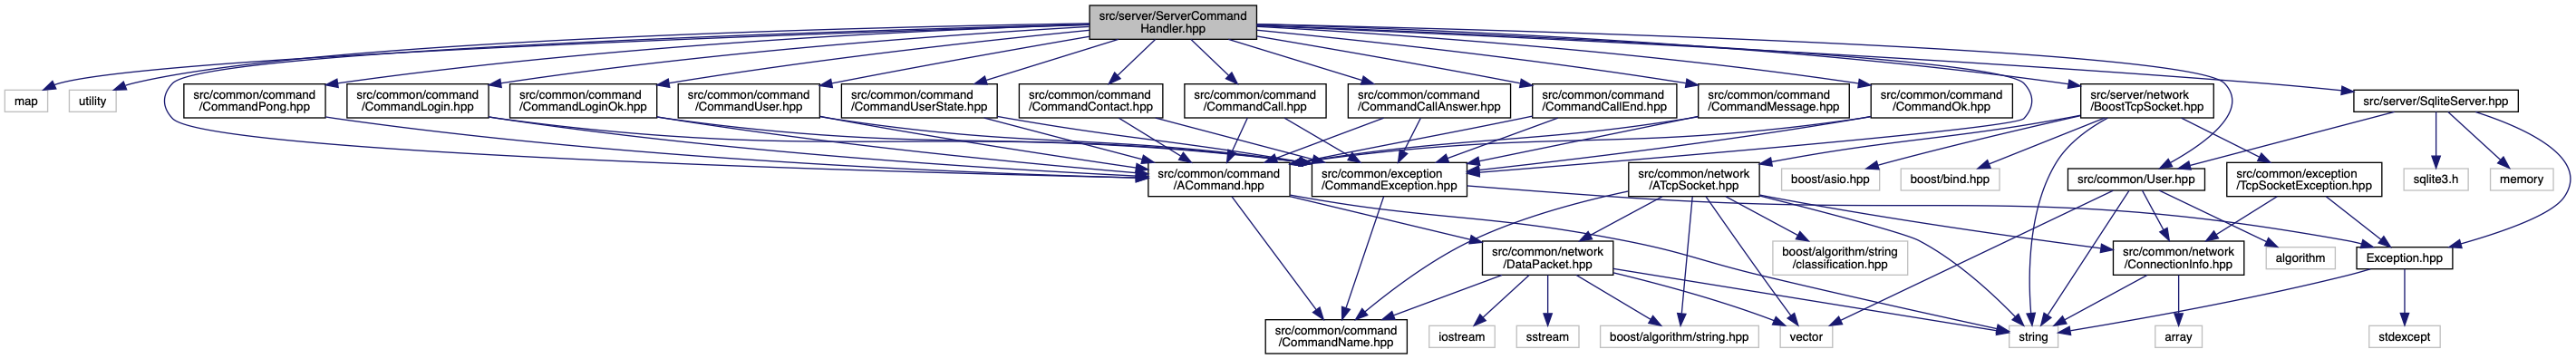 src/server/ServerCommand
Handler.hpp
map
utility
src/common/command
/CommandPong.hpp
src/common/command
/CommandLogin.hpp
src/common/command
/CommandLoginOk.hpp
src/common/command
/CommandUser.hpp
src/common/command
/CommandUserState.hpp
src/common/command
/CommandContact.hpp
src/common/command
/CommandCall.hpp
src/common/command
/CommandCallAnswer.hpp
src/common/command
/CommandCallEnd.hpp
src/common/command
/CommandMessage.hpp
src/common/command
/CommandOk.hpp
src/server/network
/BoostTcpSocket.hpp
src/server/SqliteServer.hpp
src/common/command
/ACommand.hpp
src/common/exception
/CommandException.hpp
src/common/network
/ATcpSocket.hpp
boost/asio.hpp
boost/bind.hpp
src/common/User.hpp
src/common/exception
/TcpSocketException.hpp
sqlite3.h
memory
src/common/network
/DataPacket.hpp
boost/algorithm/string
/classification.hpp
src/common/network
/ConnectionInfo.hpp
algorithm
Exception.hpp
src/common/command
/CommandName.hpp
iostream
sstream
boost/algorithm/string.hpp
vector
string
array
stdexcept